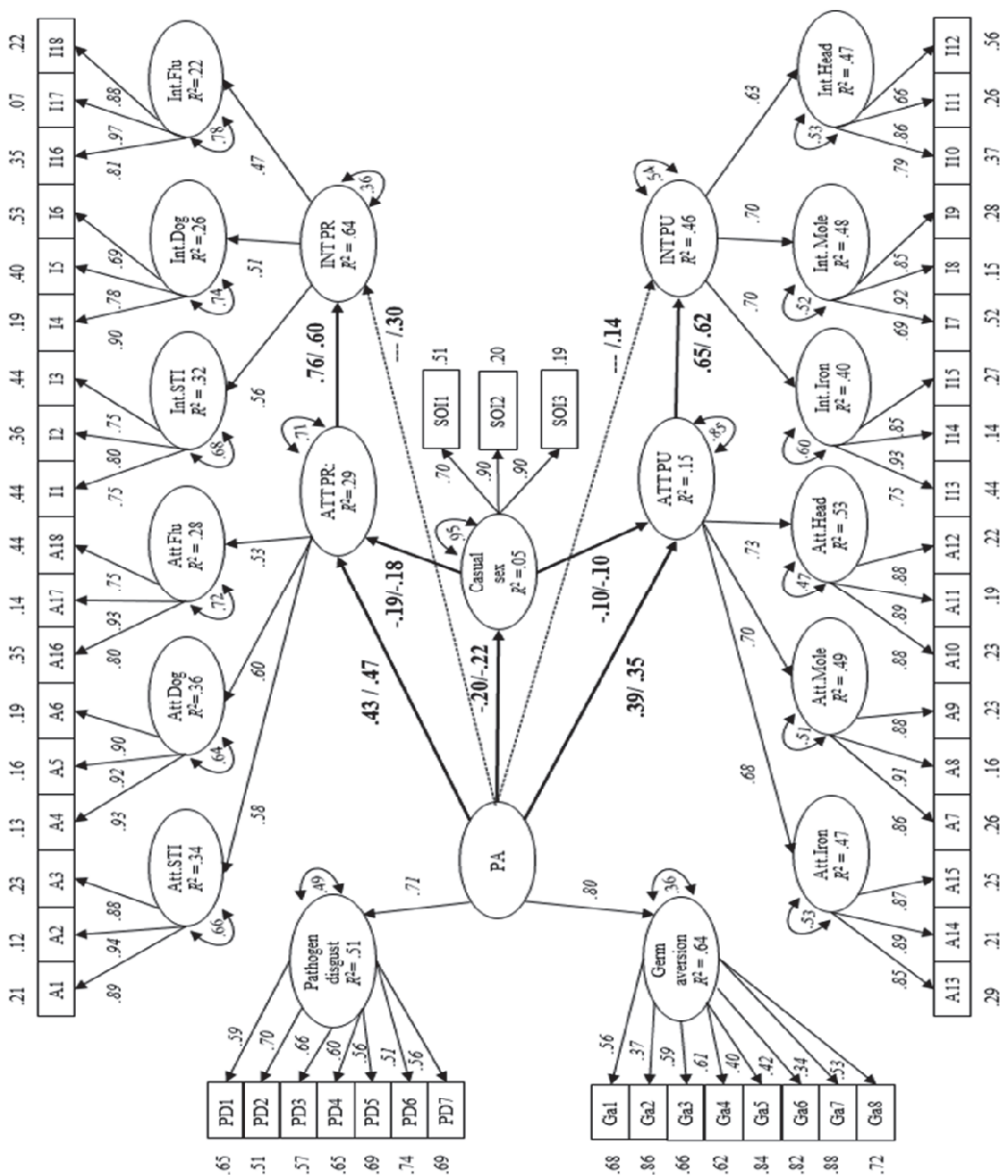 .21 .12 .23 .13 .16 .19 .35 .14 .44 .44 .36 .44 .19 .40 .53 .35 .07 .22
A1 A2 A3 A4 A5 A6 A16 A17 A18 I1 I2 I3 I4 I5 I6 I16 I17 I18
.89 .94 .88 .93 .92 .90 .80 .93 .75 .75 .80 .75 .90 .78 .69 .81 .97 .88
Att.STI
R² = .34
.66
Att Dog
R² = .36
.64
Att Flu
R² = .28
.72
Int.STI
R² = .32
.68
Int.Dog
R² = .26
.74
Int.Flu
R² = .22
.78
.58 .60 .53 .56 .51 .47
ATT PR:
R² = .29
.71
.76/ .60
INT PR
R² = .64
.36
.65 PD1 .59
.51 PD2 .70
.57 PD3 .66
.65 PD4 .60
.69 PD5 .56
.74 PD6 .51
.69 PD7 .56
Pathogen
disgust
R² = .51
.49
.71
PA
.80
.43 / .47
-.19/-.18
--- /.30
-.20/-.22
Casual
sex
R² = .05
.95
.70 SOI1 .51
.90 SOI2 .20
.90 SOI3 .19
-.10/-.10
--- /.14
.39/ .35
Germ
aversion
R² = .64
.36
.68 Ga1 .56
.86 Ga2 .37
.66 Ga3 .59
.62 Ga4 .61
.84 Ga5 .40
.82 Ga6 .42
.88 Ga7 .34
.72 Ga8 .53
ATT PU
R² = .15
.85
.65/ .62
INT PU
R² = .46
.54
.68 .70 .73 .70 .70 .63
Att.Iron
R² = .47
.53
Att.Mole
R² = .49
.51
Att.Head
R² = .53
.47
Int.Iron
R² = .40
.60
Int.Mole
R² = .48
.52
Int.Head
R² = .47
.53
.85 .89 .87 .86 .91 .88 .88 .89 .88 .75 .93 .85 .69 .92 .85 .79 .86 .66
A13 A14 A15 A7 A8 A9 A10 A11 A12 I13 I14 I15 I7 I8 I9 I10 I11 I12
.29 .21 .25 .26 .16 .23 .23 .19 .22 .44 .14 .27 .52 .15 .28 .37 .26 .56